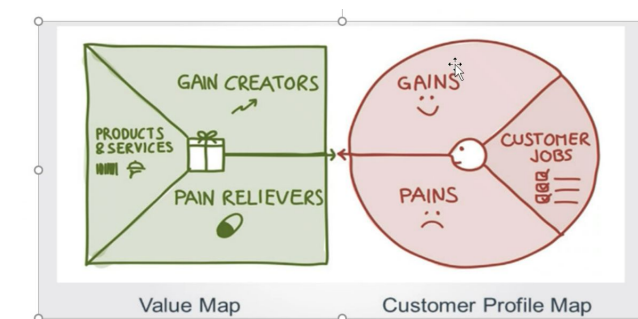 GAIN CREATORS
PRODUCTS
& SERVICES
PAIN RELIEVERS
GAINS
CUSTOMER
JOBS
PAINS
Value Map
Customer Profile Map